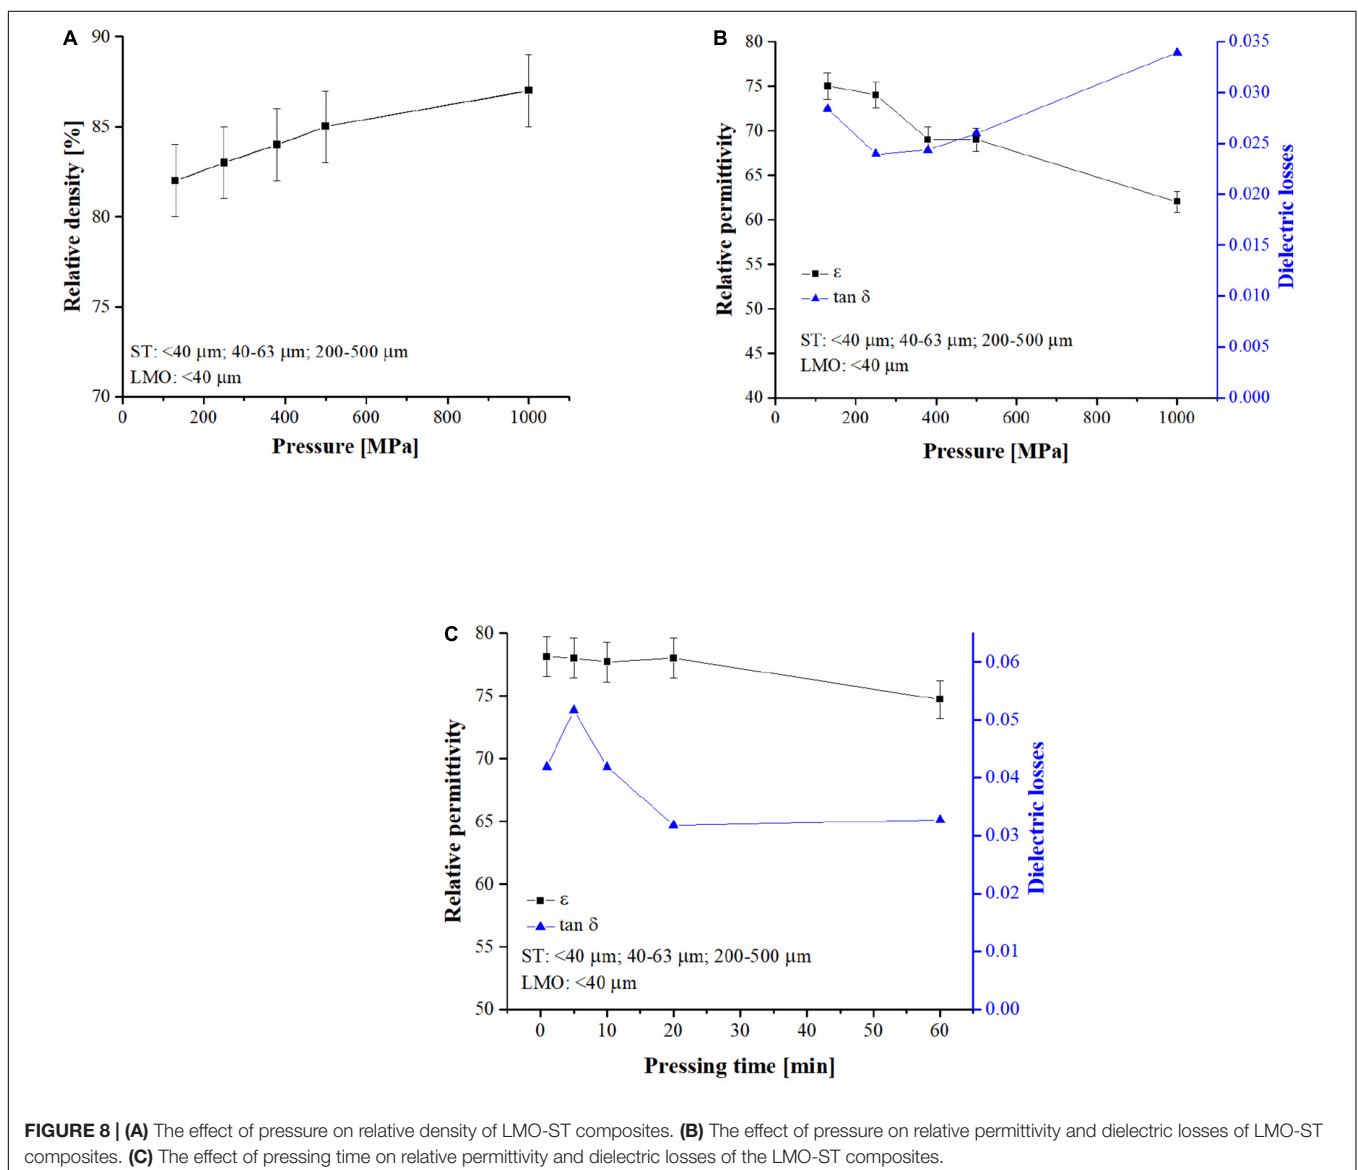 A
90
85
80
75
70
Relative density [%]
ST: <40 µm; 40-63 µm; 200-500 µm
LMO: <40 µm
0 200 400 600 800 1000
Pressure [MPa]
B
80
75
70
65
60
55
50
45
40
Relative permittivity
ε
tan δ
ST: <40 µm; 40-63 µm; 200-500 µm
LMO: <40 µm
0.035
0.030
0.025
0.020
0.035
0.010
0.005
0.000
Dielectric losses
0 200 400 600 800 1000
Pressure [MPa]
C
80
75
70
65
60
55
50
Relative permittivity
ε
tan δ
ST: <40 µm; 40-63 µm; 200-500 µm
LMO: <40 µm
0.06
0.05
0.04
0.03
0.02
0.01
0.00
Dielectric losses
0 10 20 30 40 50 60
Pressing time [min]
FIGURE 8 | (A) The effect of pressure on relative density of LMO-ST composites. (B) The effect of pressure on relative permittivity and dielectric losses of LMO-ST
composites. (C) The effect of pressing time on relative permittivity and dielectric losses of the LMO-ST composites.